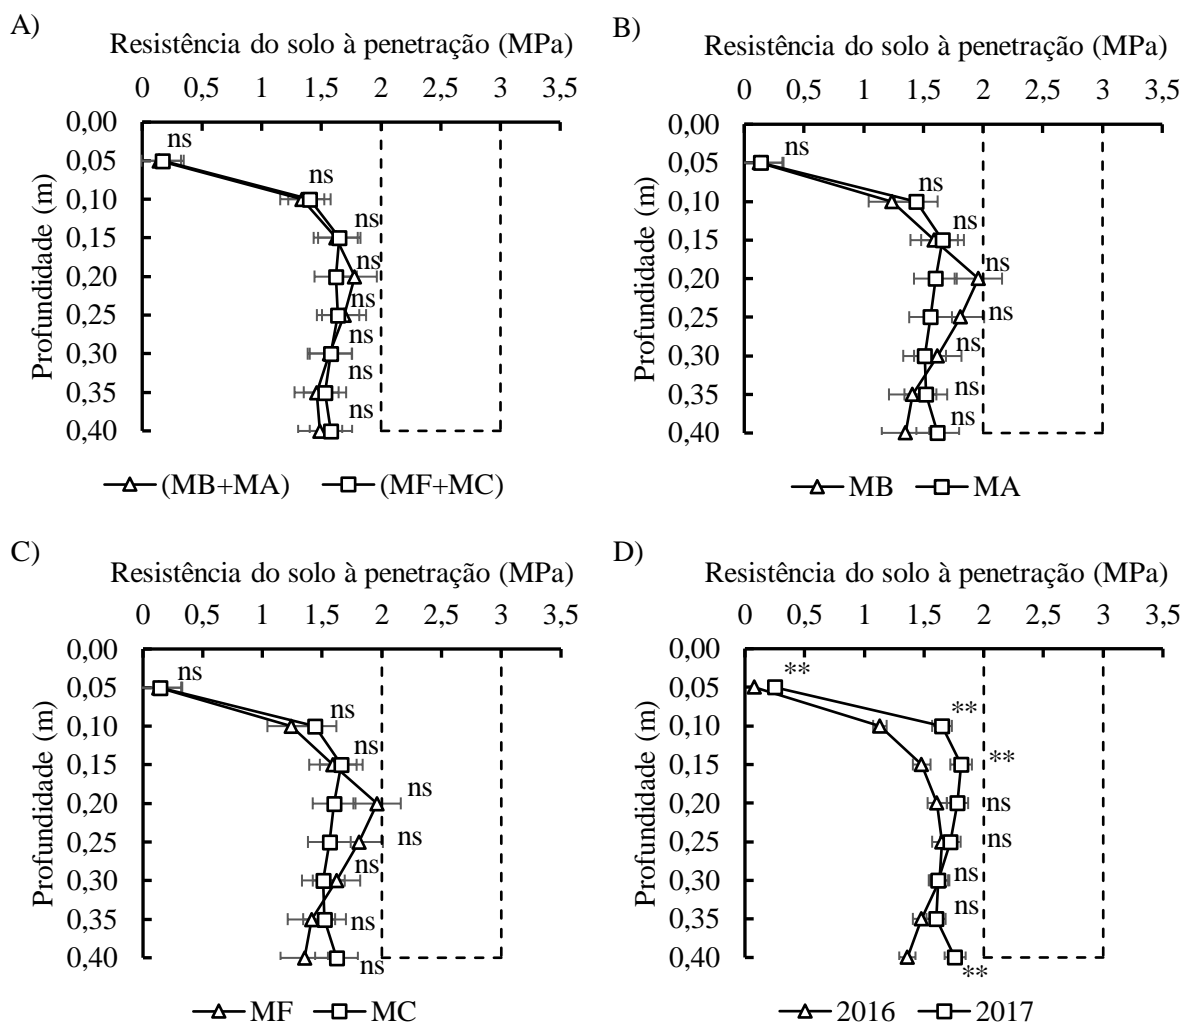 A)
Resistência do solo à penetração (MPa)
0 0,5 1 1,5 2 2,5 3 3,5
Profundidade (m)
0,00
0,05 ns
0,10 ns
0,15 ns
0,20 ns
0,25 ns
0,30 ns
0,35 ns
0,40 ns
(MB+MA) (MF+MC)
B)
Resistência do solo à penetração (MPa)
0 0,5 1 1,5 2 2,5 3 3,5
Profundidade (m)
0,00
0,05 ns
0,10 ns
0,15 ns
0,20 ns
0,25 ns
0,30 ns
0,35 ns
0,40 ns
MB MA
C)
Resistência do solo à penetração (MPa)
0 0,5 1 1,5 2 2,5 3 3,5
Profundidade (m)
0,00
0,05 ns
0,10 ns
0,15 ns
0,20 ns
0,25 ns
0,30 ns
0,35 ns
0,40 ns
MF MC
D)
Resistência do solo à penetração (MPa)
0 0,5 1 1,5 2 2,5 3 3,5
Profundidade (m)
0,00
0,05 **
0,10 **
0,15 **
0,20 ns
0,25 ns
0,30 ns
0,35 ns
0,40 **
2016 2017